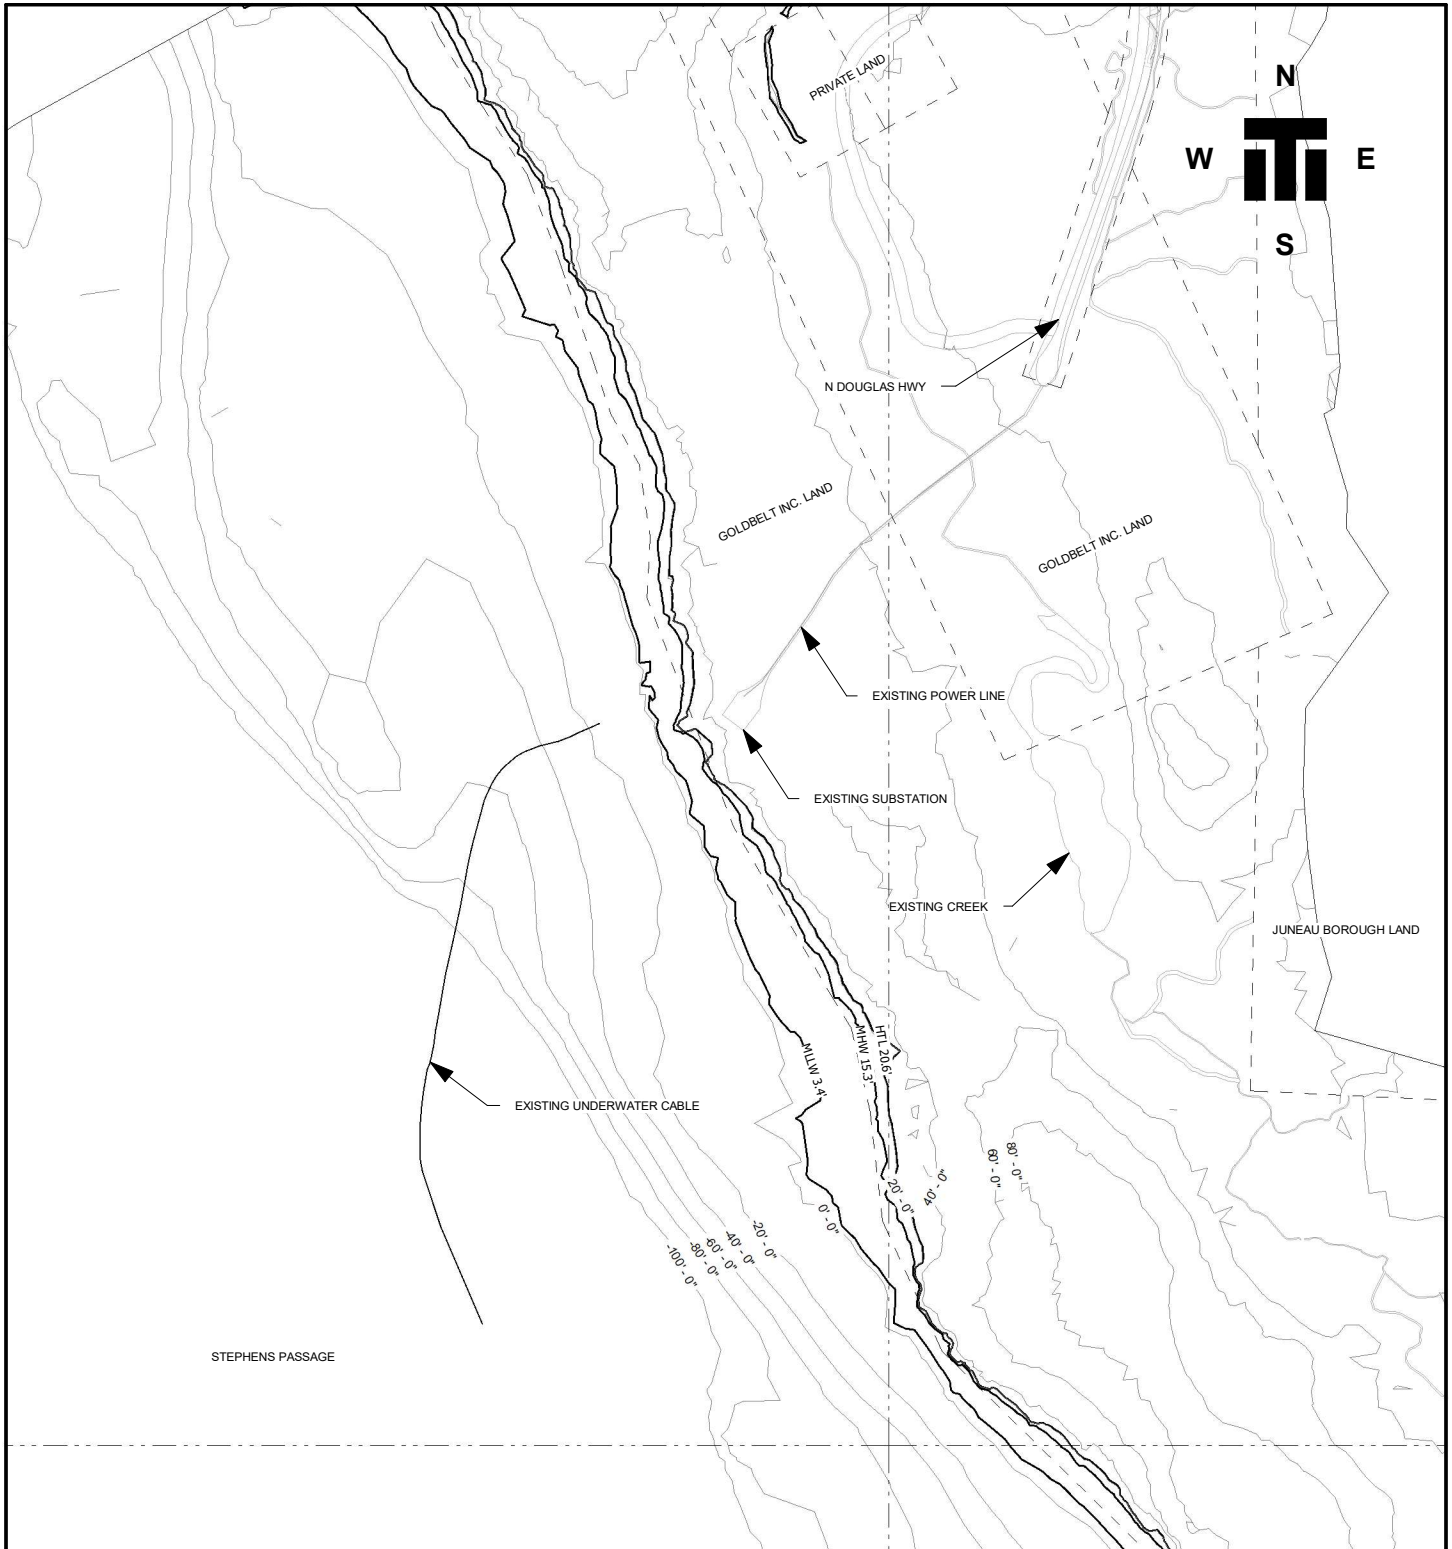 PRIVATE LAND
N
W
E
S
N DOUGLAS HWY
GOLDBELT INC. LAND
GOLDBELT INC. LAND
EXISTING POWER LINE
EXISTING SUBSTATION
EXISTING CREEK
JUNEAU BOROUGH LAND
MLLW 3.4'
MHW 15.3'
HTL 20.6'
EXISTING UNDERWATER CABLE
0' - 0"
20' - 0"
40' - 0"
60' - 0"
80' - 0"
-100' - 0"
-80' - 0"
-60' - 0"
-40' - 0"
-20' - 0"
STEPHENS PASSAGE